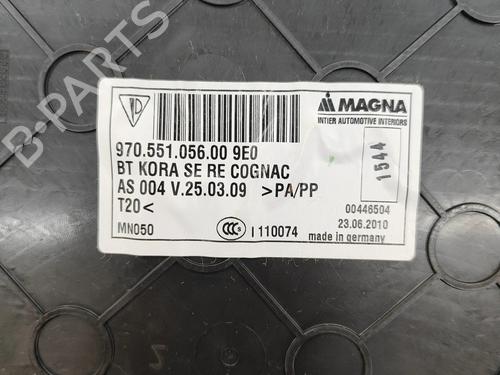 B-PARTS
MAGNA
INTIER AUTOMOTIVE INTERIORS
970.551.056.00 9E0
BT KORA SE RE COGNAC
AS 004 V.25.03.09 >PA/PP
T20<
1544
00446504
MN050
I 110074
23.06.2010
made in germany